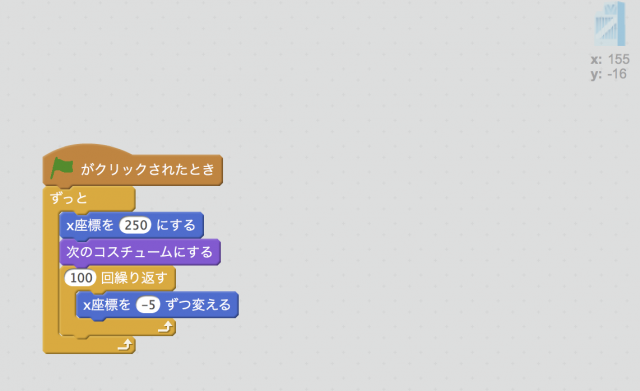 x: 155
y: -16
がクリックされたとき
ずっと
x座標を 250 にする
次のコスチュームにする
100 回繰り返す
x座標を -5 ずつ変える